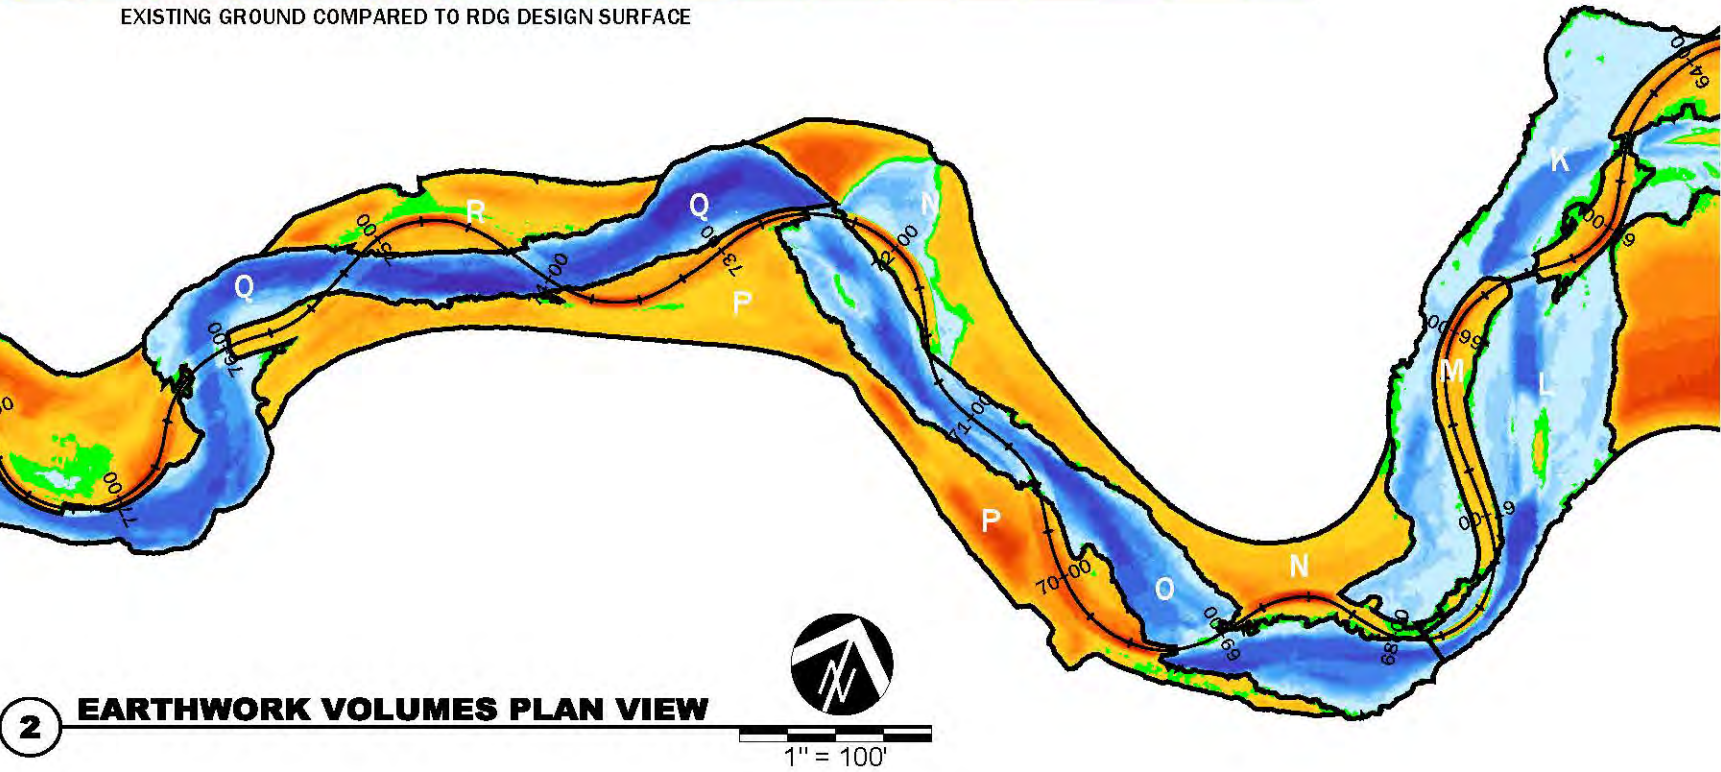 EXISTING GROUND COMPARED TO RDG DESIGN SURFACE
64+00
K
R
Q
N
75+00
73+00
72+00
74+00
Q
P
76+00
66+00
M
L
71+00
77+00
P
67+00
70+00
O
N
69+00
68+00
2
EARTHWORK VOLUMES PLAN VIEW
N
1" = 100'